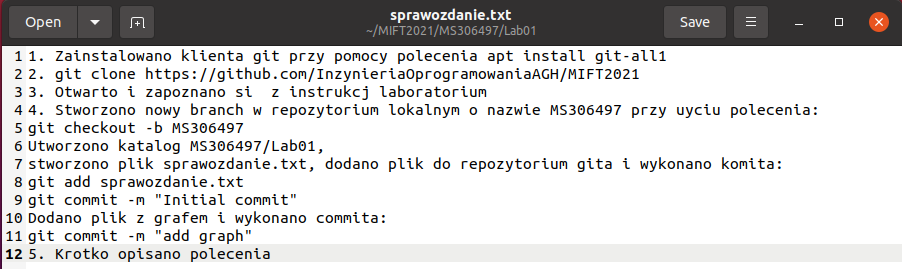 Open
sprawozdanie.txt
~/MIFT2021/MS306497/Lab01
Save
1 1. Zainstalowano klienta git przy pomocy polecenia apt install git-all1
2 2. git clone https://github.com/InzynieriaOprogramowaniaAGH/MIFT2021
3 3. Otwarto i zapoznano si  z instrukcj laboratorium
4 4. Stworzono nowy branch w repozytorium lokalnym o nazwie MS306497 przy uyciu polecenia:
5 git checkout -b MS306497
6 Utworzono katalog MS306497/Lab01,
7 stworzono plik sprawozdanie.txt, dodano plik do repozytorium gita i wykonano komita:
8 git add sprawozdanie.txt
9 git commit -m "Initial commit"
10 Dodano plik z grafem i wykonano commita:
11 git commit -m "add graph"
12 5. Krotko opisano polecenia